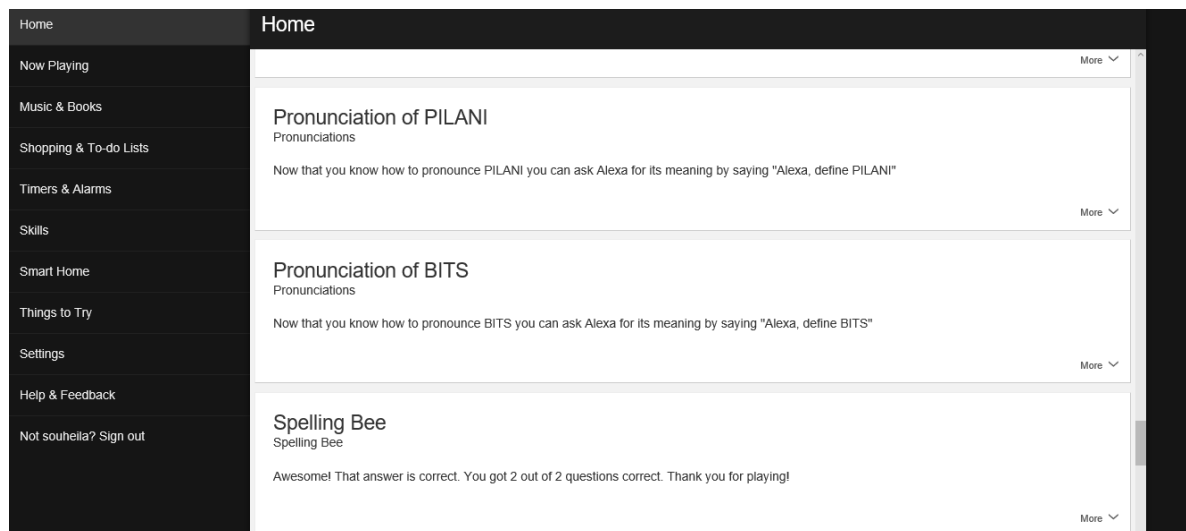 Home
Now Playing
Music & Books
Shopping & To-do Lists
Timers & Alarms
Skills
Smart Home
Things to Try
Settings
Help & Feedback
Not souheila? Sign out
Home
More
Pronunciation of PILANI
Pronunciations
Now that you know how to pronounce PILANI you can ask Alexa for its meaning by saying "Alexa, define PILANI"
More
Pronunciation of BITS
Pronunciations
Now that you know how to pronounce BITS you can ask Alexa for its meaning by saying "Alexa, define BITS"
More
Spelling Bee
Spelling Bee
Awesome! That answer is correct. You got 2 out of 2 questions correct. Thank you for playing!
More